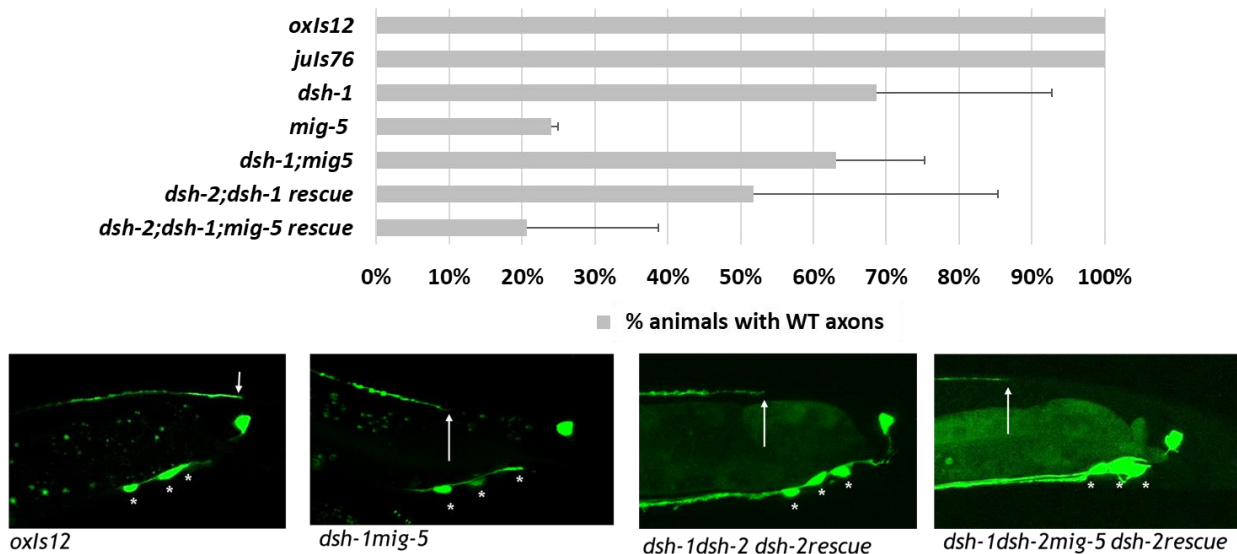 oxIs12
juIs76
dsh-1
mig-5
dsh-1;mig5
dsh-2;dsh-1 rescue
dsh-2;dsh-1;mig-5 rescue
0% 10% 20% 30% 40% 50% 60% 70% 80% 90% 100%
% animals with WT axons
* * *
* * *
* * *
* * *
oxIs12
dsh-1mig-5
dsh-1dsh-2 dsh-2rescue
dsh-1dsh-2mig-5 dsh-2rescue